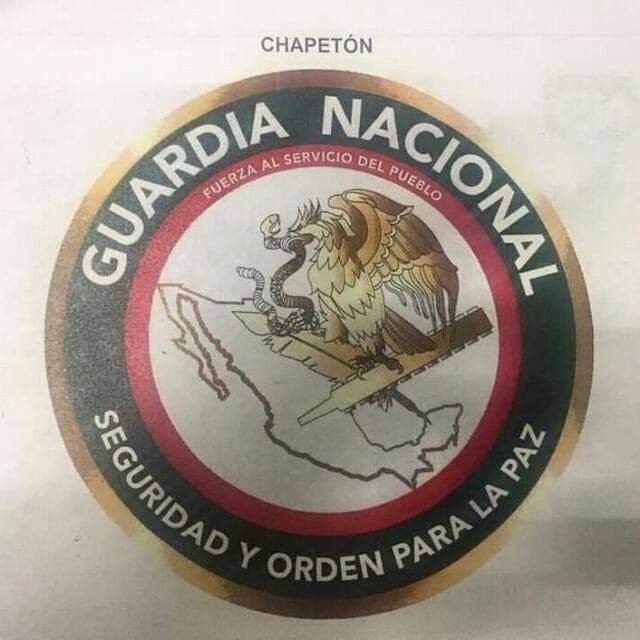 CHAPETÓN
GUARDIA NACIONAL
FUERZA AL SERVICIO DEL PUEBLO
SEGURIDAD Y ORDEN PARA LA PAZ